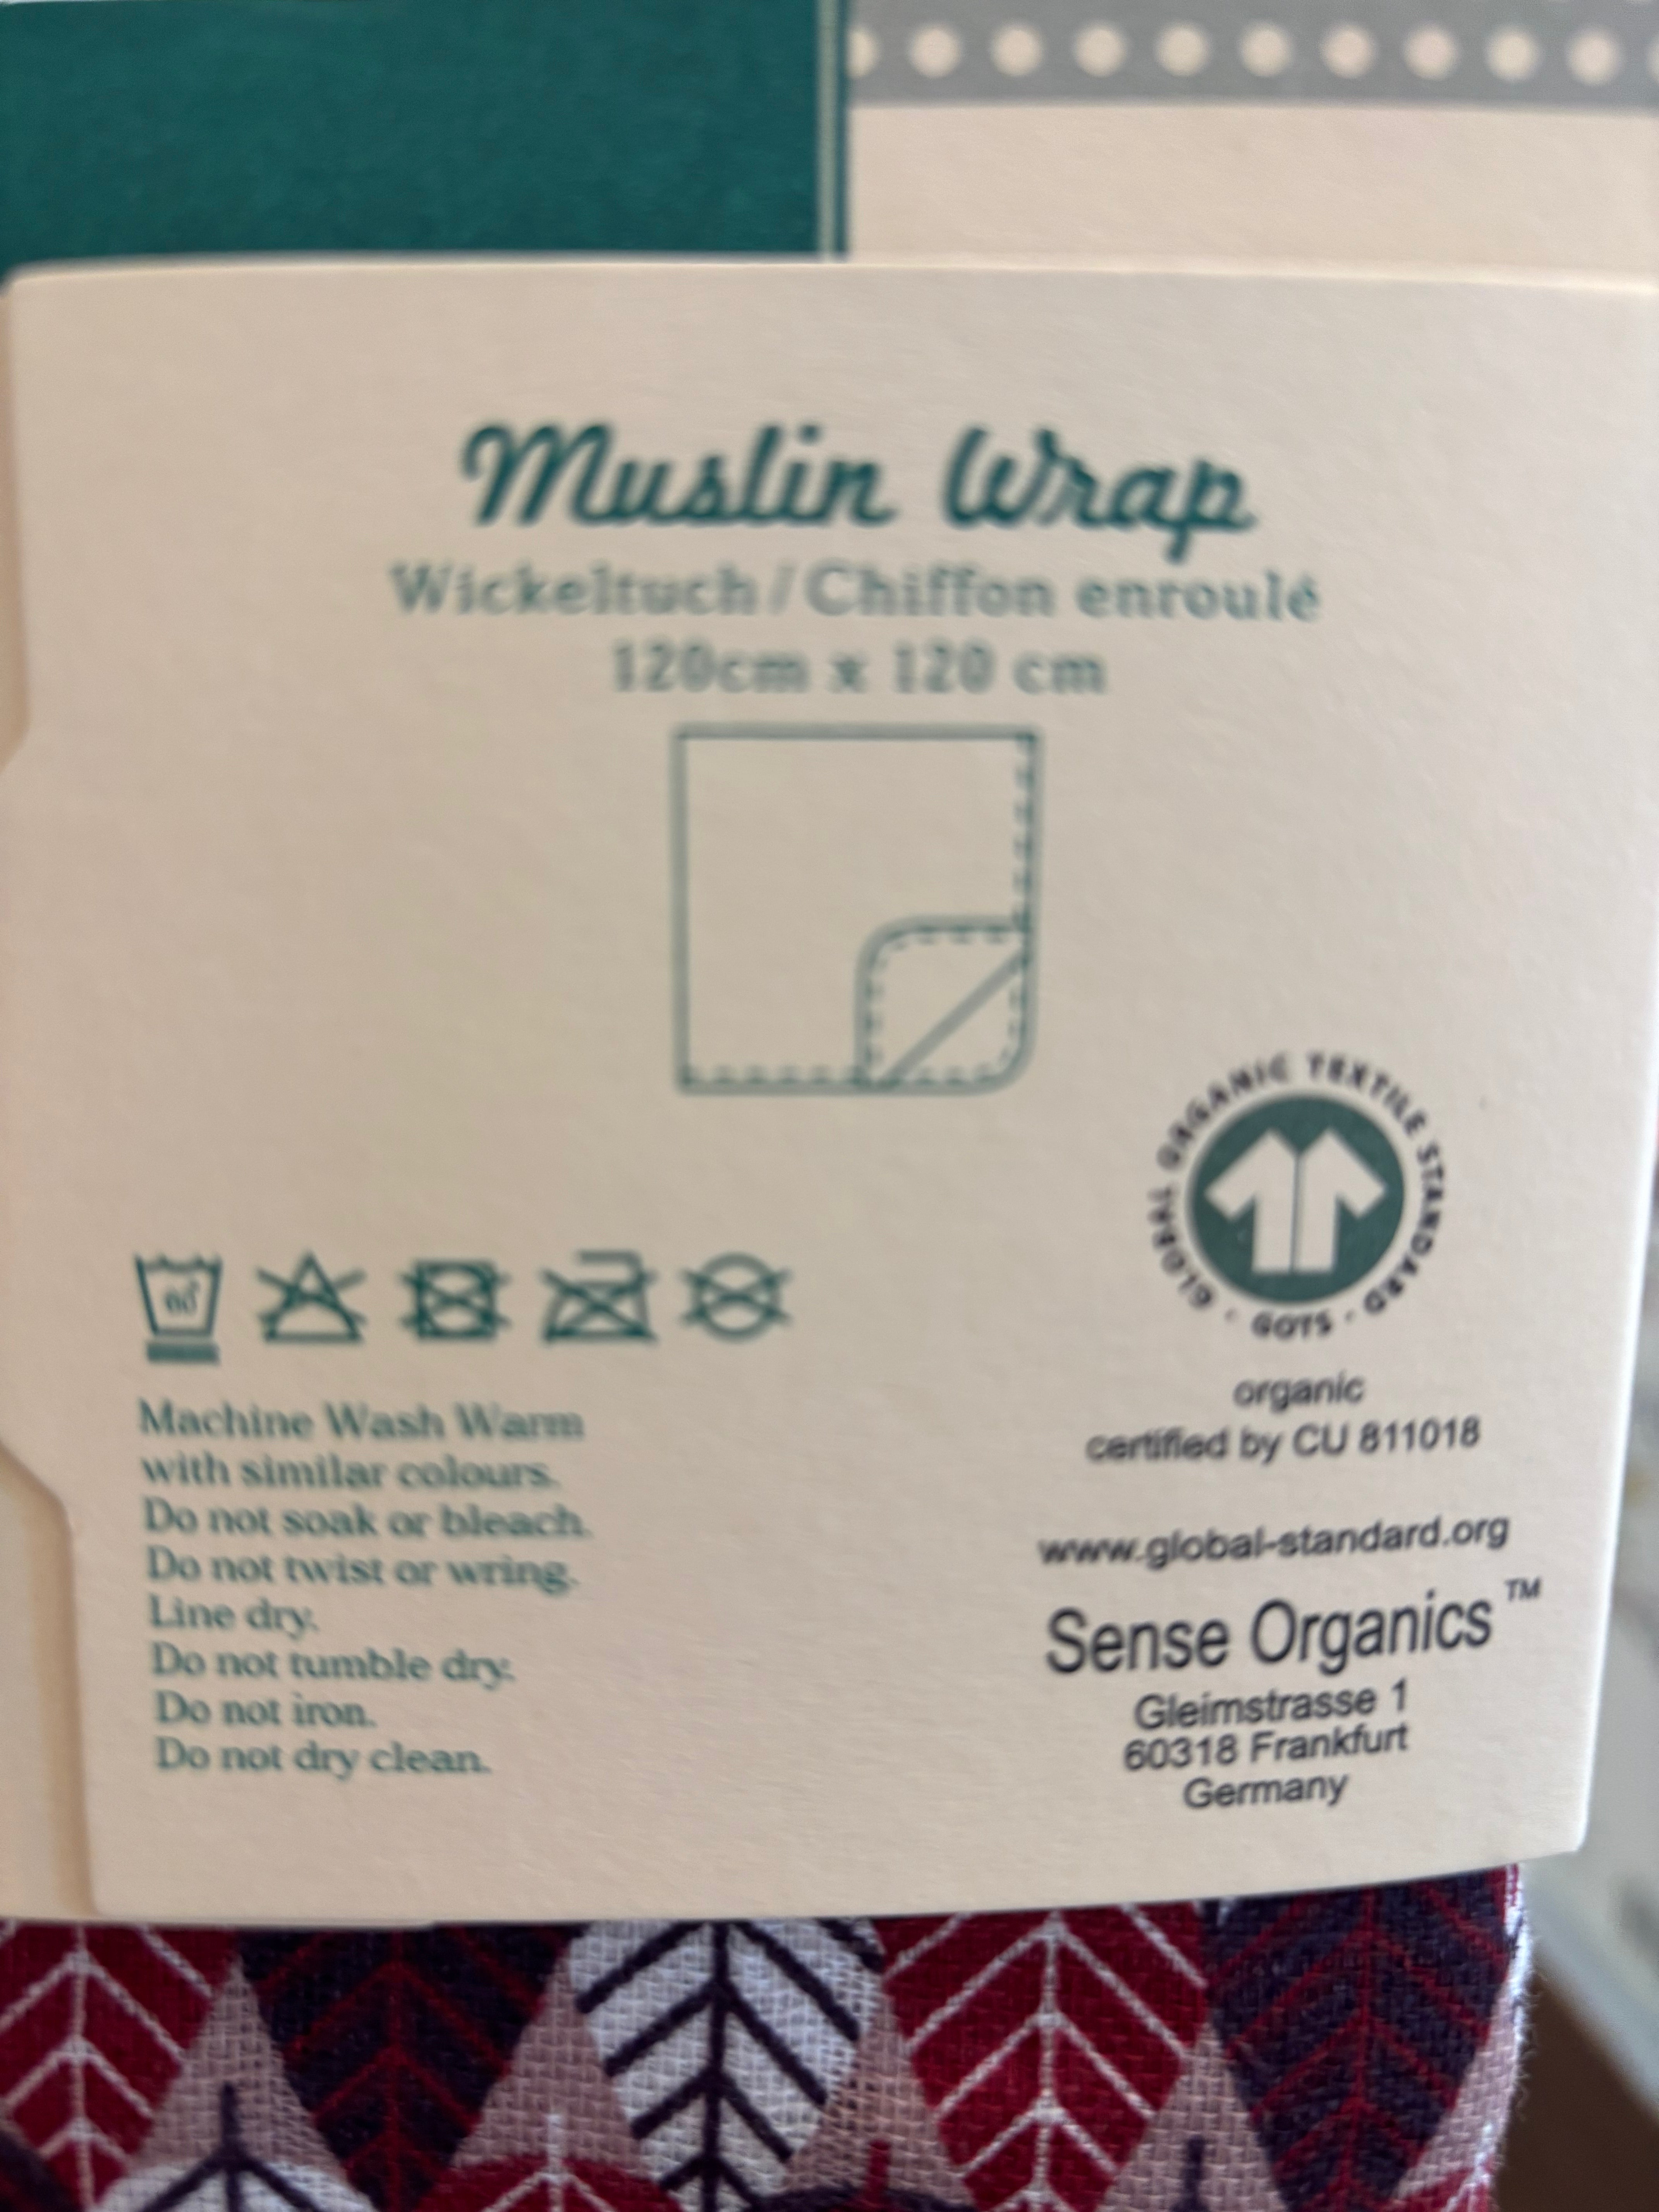 Muslin Wrap
Wickeltuch / Chiffon enroulé
120cm x 120 cm
GLOBAL ORGANIC TEXTILE STANDARD · GOTS ·
60°
Machine Wash Warm
with similar colours.
Do not soak or bleach.
Do not twist or wring.
Line dry.
Do not tumble dry.
Do not iron.
Do not dry clean.
organic
certified by CU 811018
www.global-standard.org
Sense Organics™
Gleimstrasse 1
60318 Frankfurt
Germany